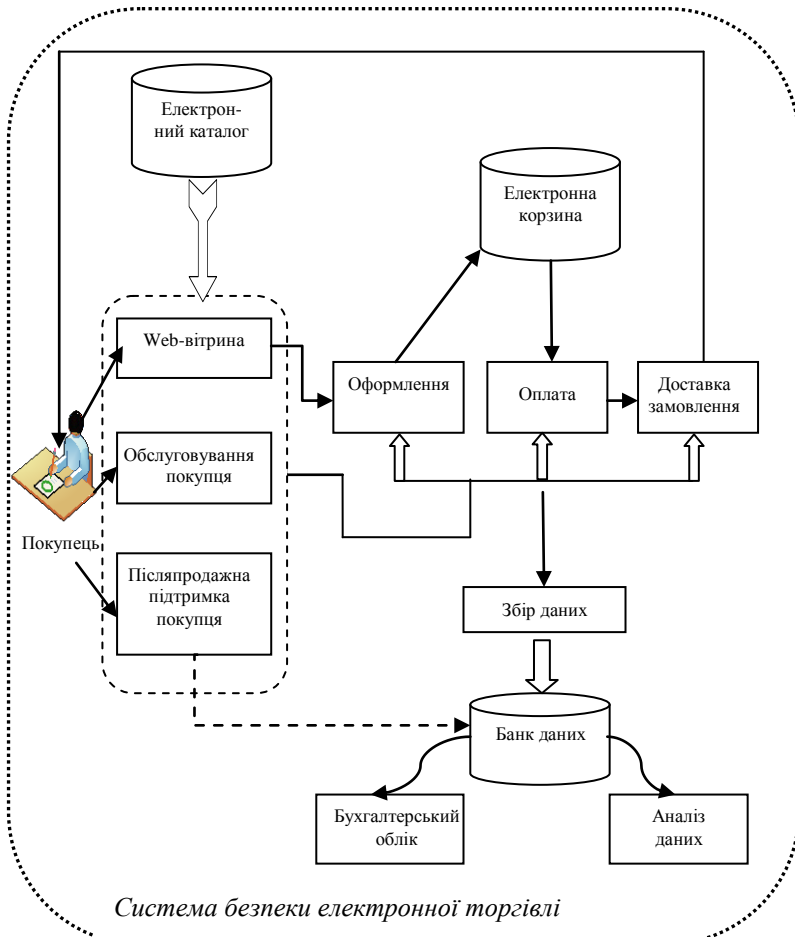 Електрон-
ний каталог
Електронна
корзина
Web-вітрина
Оформлення
Оплата
Доставка
замовлення
Обслуговування
покупця
Покупець
Післяпродажна
підтримка
покупця
Збір даних
Банк даних
Бухгалтерський
облік
Аналіз
даних
Система безпеки електронної торгівлі